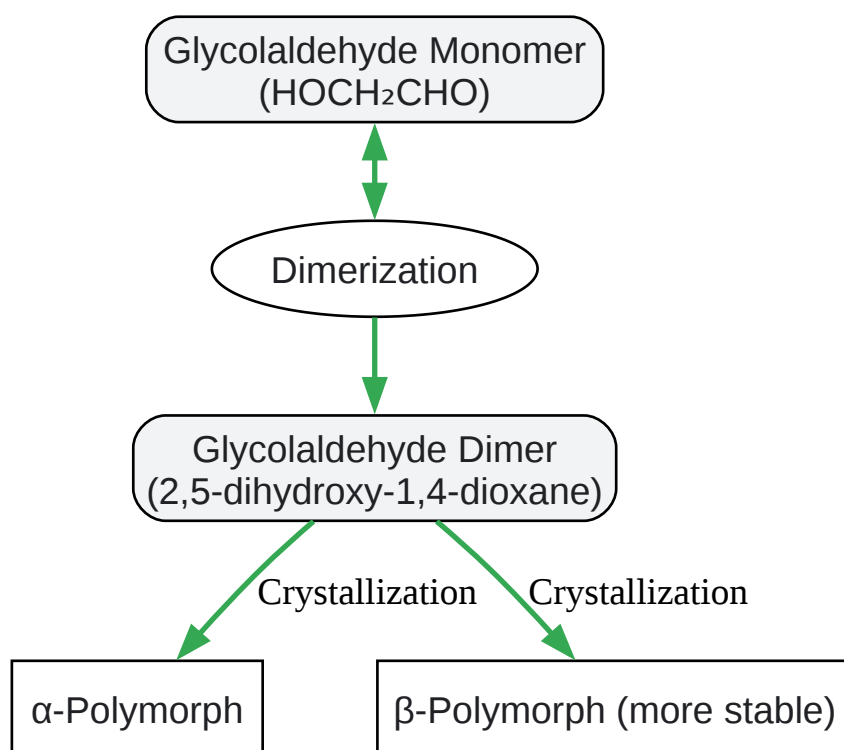 Glycolaldehyde Monomer
(HOCH₂CHO)
Dimerization
Glycolaldehyde Dimer
(2,5-dihydroxy-1,4-dioxane)
Crystallization
Crystallization
α-Polymorph
β-Polymorph (more stable)